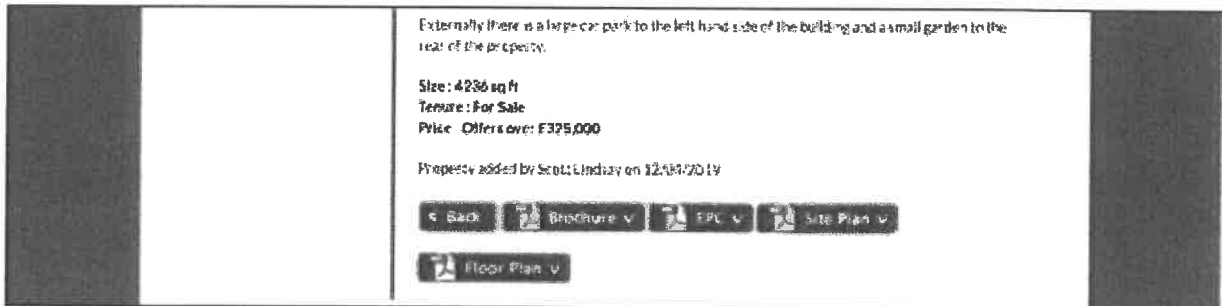 Externally there is a large car park to the left hand side of the building and a small garden to the
rear of the property.
Size : 4236 sq ft
Tenure : For Sale
Price Offers over £325,000
Property added by Scott Lindsay on 12/04/2019
< Back Brochure v EPC v Site Plan v
Floor Plan v